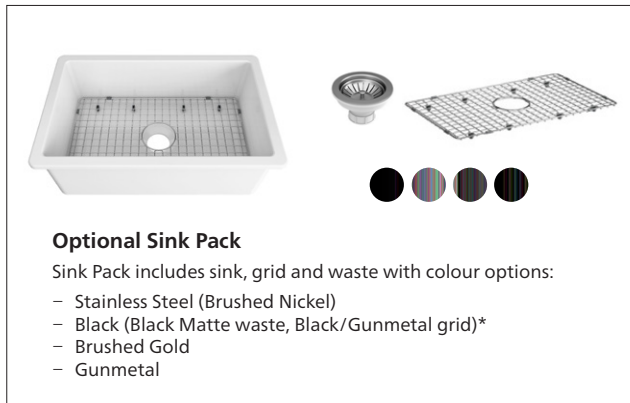 Optional Sink Pack
Sink Pack includes sink, grid and waste with colour options:
– Stainless Steel (Brushed Nickel)
– Black (Black Matte waste, Black/Gunmetal grid)*
– Brushed Gold
– Gunmetal